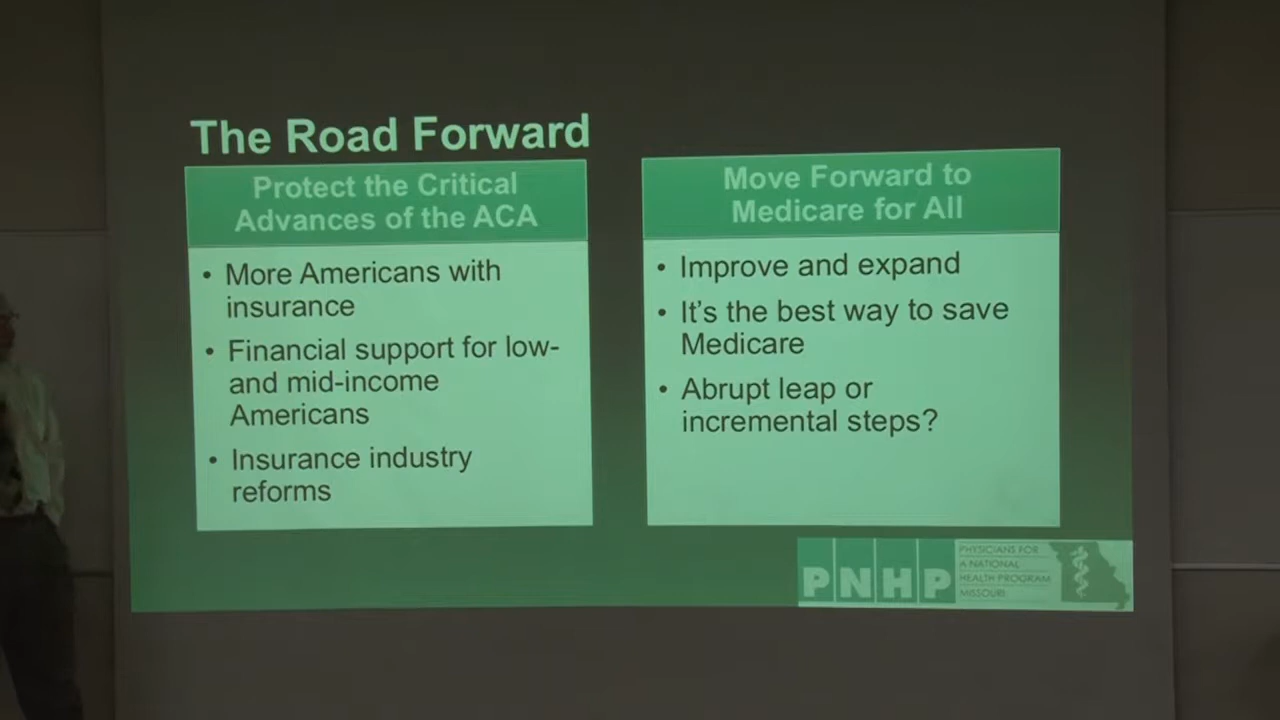 The Road Forward
Protect the Critical
Advances of the ACA
• More Americans with
insurance
• Financial support for low-
and mid-income
Americans
• Insurance industry
reforms
Move Forward to
Medicare for All
• Improve and expand
• It's the best way to save
Medicare
• Abrupt leap or
incremental steps?
PNHP
PHYSICIANS FOR
A NATIONAL
HEALTH PROGRAM
MISSOURI